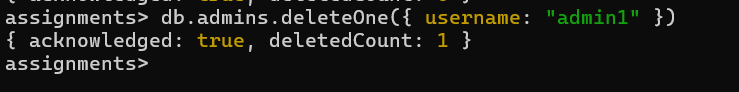 assignments> db.admins.deleteOne({ username: "admin1" })
{ acknowledged: true, deletedCount: 1 }
assignments>